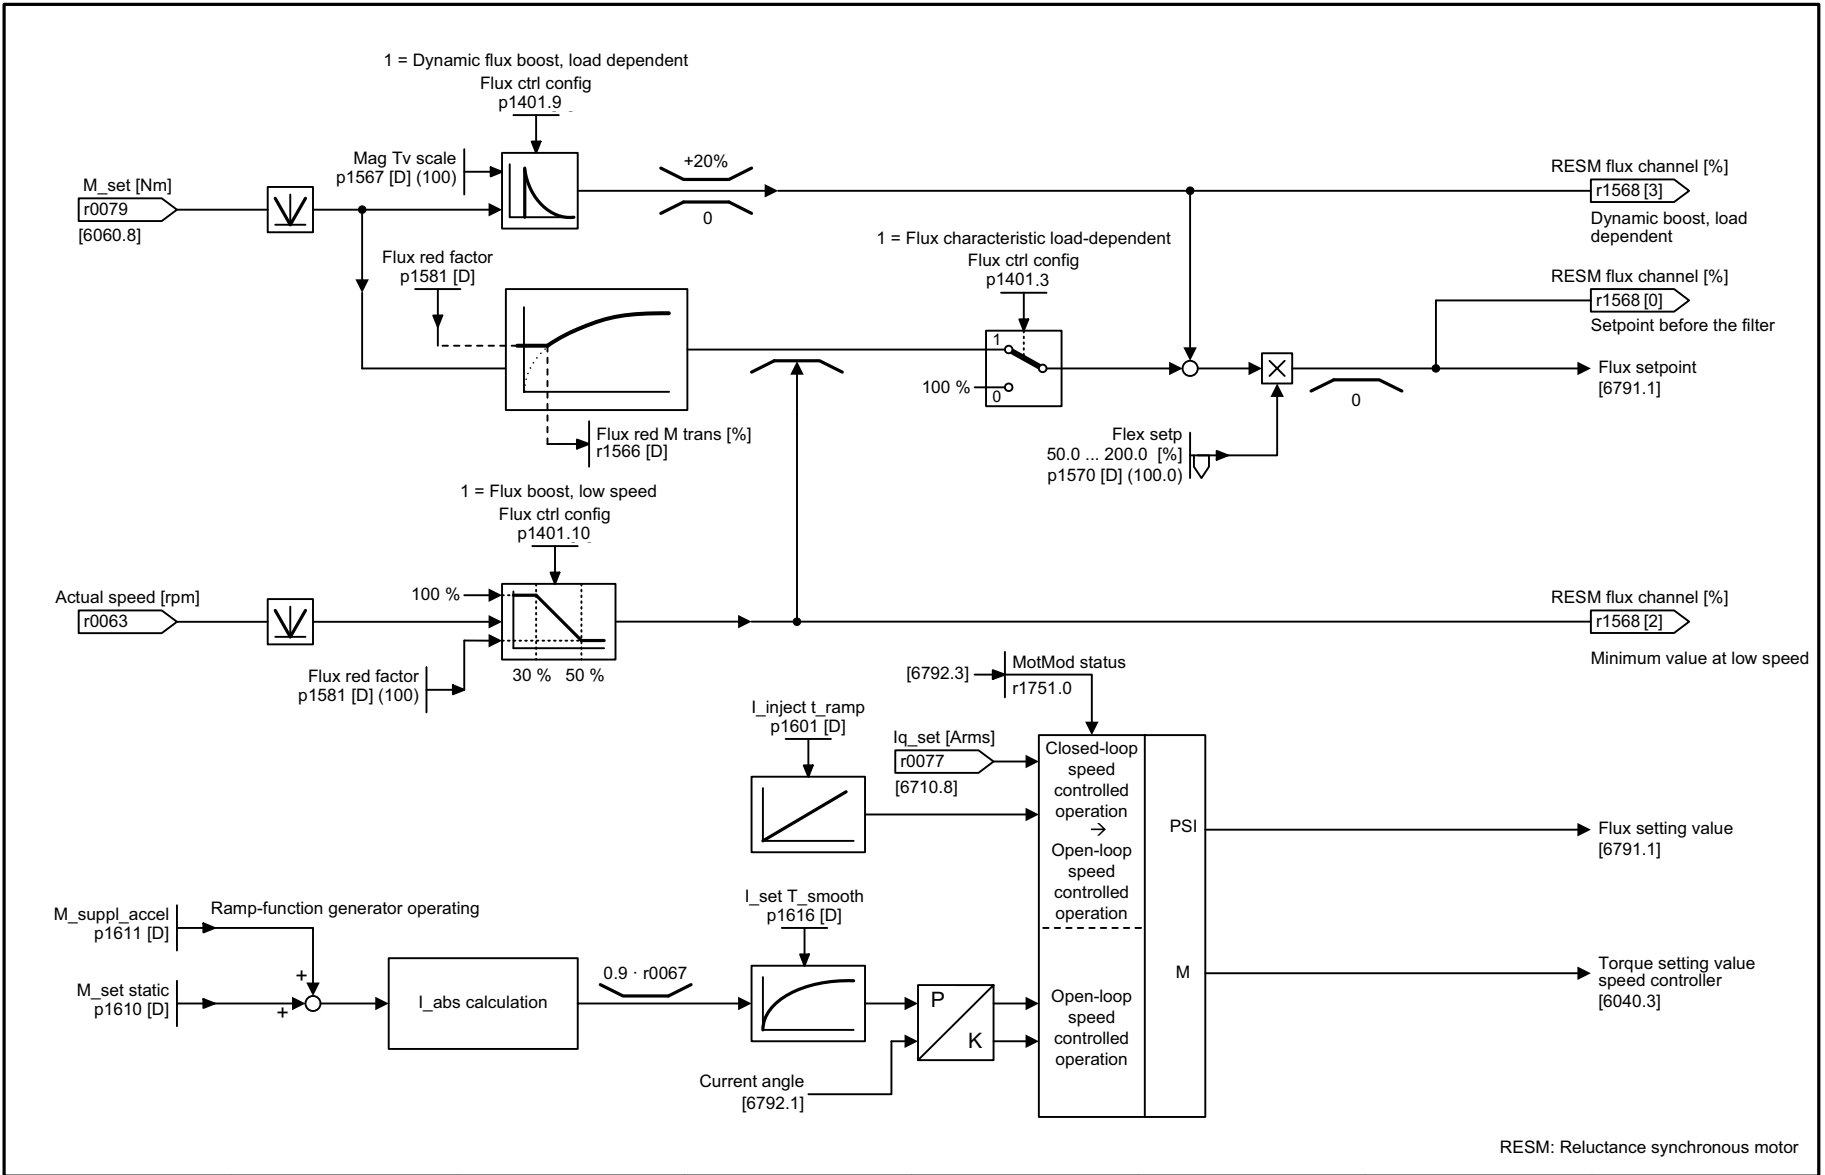 1 = Dynamic flux boost, load dependent
Flux ctrl config
p1401.9
Mag Tv scale
p1567 [D] (100)
+20%
0
M_set [Nm]
r0079
[6060.8]
RESM flux channel [%]
r1568 [3]
Dynamic boost, load
dependent
Flux red factor
p1581 [D]
1 = Flux characteristic load-dependent
Flux ctrl config
p1401.3
1
100 %
0
RESM flux channel [%]
r1568 [0]
Setpoint before the filter
Flux setpoint
[6791.1]
0
Flux red M trans [%]
r1566 [D]
Flex setp
50.0 ... 200.0 [%]
p1570 [D] (100.0)
1 = Flux boost, low speed
Flux ctrl config
p1401.10
100 %
Actual speed [rpm]
r0063
Flux red factor
p1581 [D] (100)
30 %
50 %
RESM flux channel [%]
r1568 [2]
Minimum value at low speed
[6792.3]
MotMod status
r1751.0
I_inject t_ramp
p1601 [D]
Iq_set [Arms]
r0077
[6710.8]
Closed-loop
speed
controlled
operation
→
Open-loop
speed
controlled
operation
PSI
Flux setting value
[6791.1]
M_suppl_accel
p1611 [D]
Ramp-function generator operating
+
M_set static
p1610 [D]
+
I_abs calculation
0.9 · r0067
I_set T_smooth
p1616 [D]
P
K
Current angle
[6792.1]
Open-loop
speed
controlled
operation
M
Torque setting value
speed controller
[6040.3]
RESM: Reluctance synchronous motor